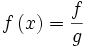 f (x) = f/g